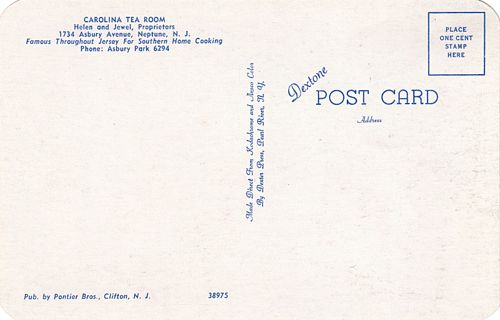 CAROLINA TEA ROOM
Helen and Jewel, Proprietors
1734 Asbury Avenue, Neptune, N. J.
Famous Throughout Jersey For Southern Home Cooking
Phone: Asbury Park 6294
PLACE
ONE CENT
STAMP
HERE
Dextone
POST CARD
Address
Made Direct From Kodachrome and Ansco Color
By Dexter Press, Pearl River, N. Y.
Pub. by Pontier Bros., Clifton, N. J.
38975